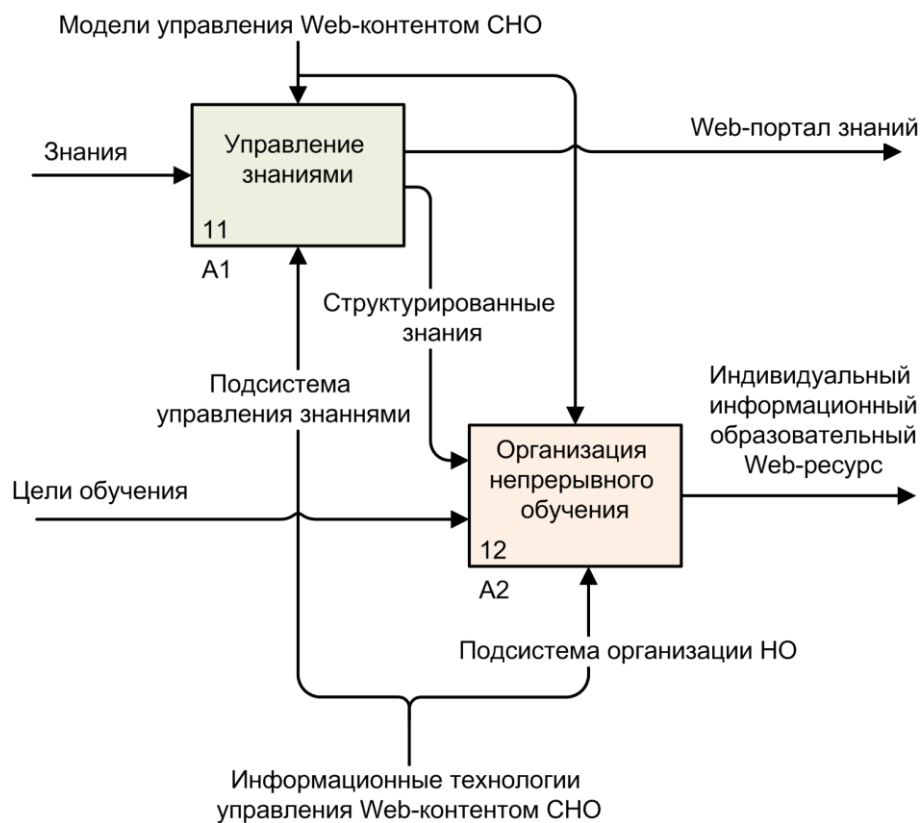 Модели управления Web-контентом СНО
Знания
Управление
знаниями
11
A1
Web-портал знаний
Структурированные
знания
Подсистема
управления знаннями
Индивидуальный
информационный
образовательный
Web-ресурс
Цели обучения
Организация
непрерывного
обучения
12
A2
Подсистема организации НО
Информационные технологии
управления Web-контентом СНО